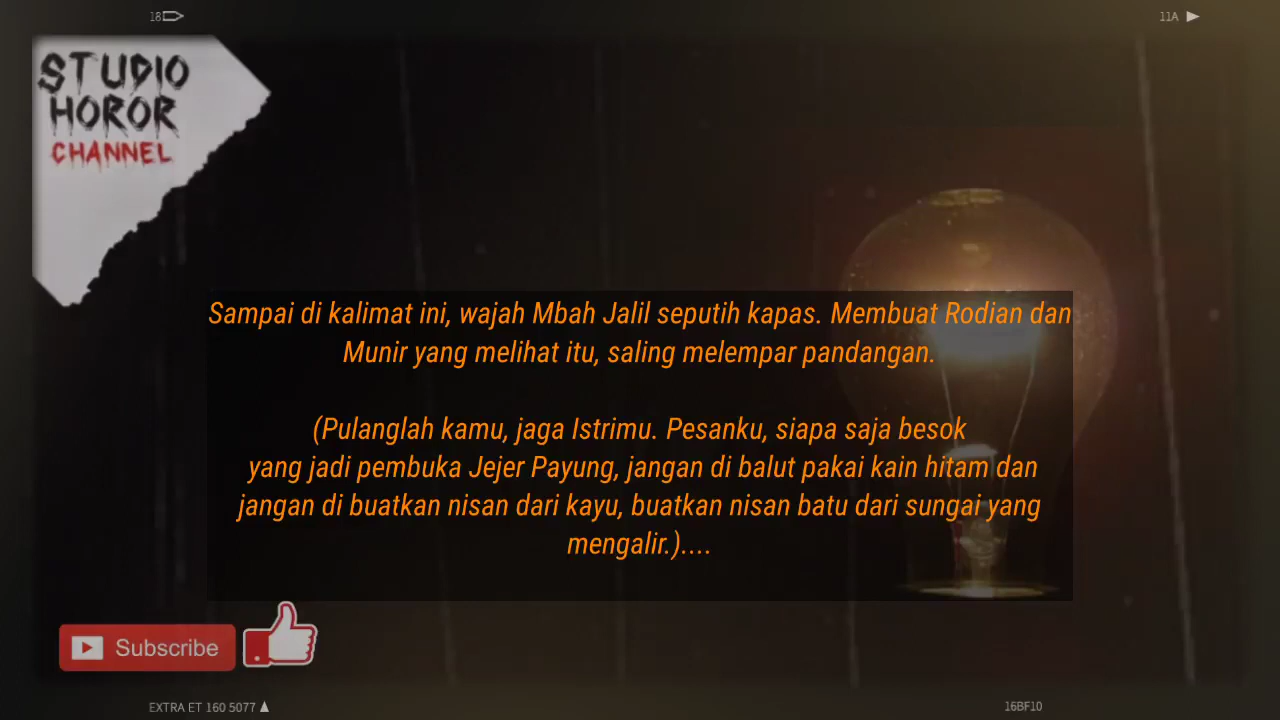 18
11A
STUDIO
HOROR
CHANNEL
Sampai di kalimat ini, wajah Mbah Jalil seputih kapas. Membuat Rodian dan
Munir yang melihat itu, saling melempar pandangan.
(Pulanglah kamu, jaga Istrimu. Pesanku, siapa saja besok
yang jadi pembuka Jejer Payung, jangan di balut pakai kain hitam dan
jangan di buatkan nisan dari kayu, buatkan nisan batu dari sungai yang
mengalir.)....
Subscribe
EXTRA ET 160 5077
16BF10